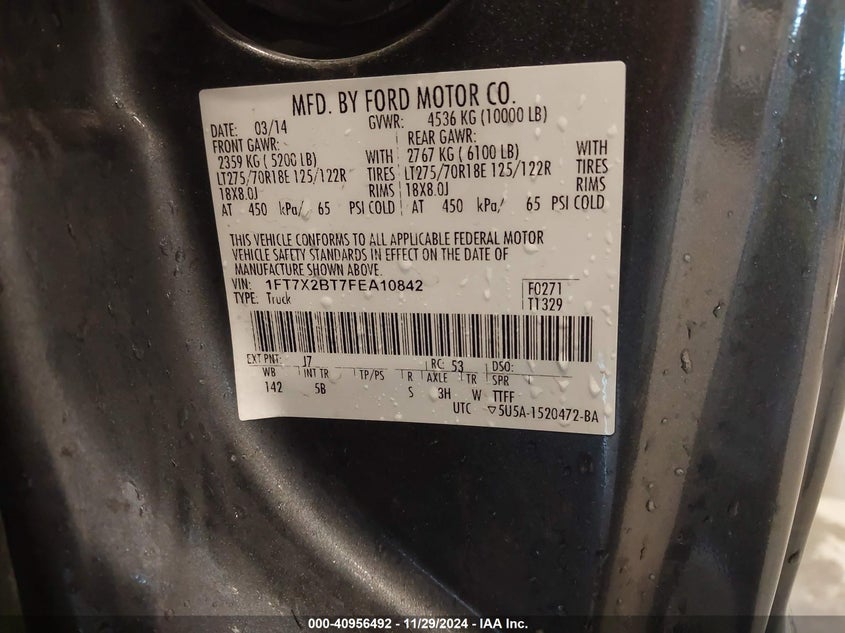 MFD. BY FORD MOTOR CO.
DATE: 03/14 GVWR: 4536 KG (10000 LB)
FRONT GAWR: REAR GAWR:
2359 KG ( 5200 LB) WITH 2767 KG ( 6100 LB) WITH
LT275/70R18E 125/122R TIRES LT275/70R18E 125/122R TIRES
18X8.0J RIMS 18X8.0J RIMS
AT 450 kPa/ 65 PSI COLD AT 450 kPa/ 65 PSI COLD
THIS VEHICLE CONFORMS TO ALL APPLICABLE FEDERAL MOTOR
VEHICLE SAFETY STANDARDS IN EFFECT ON THE DATE OF
MANUFACTURE SHOWN ABOVE.
VIN: 1FT7X2BT7FEA10842 F0271
TYPE: Truck T1329
EXT PNT: J7 RC: 53 DSO:
WB INT TR TP/PS R AXLE TR SPR
142 5B S 3H W TTFF
UTC ▽5U5A-1520472-BA
000-40956492 - 11/29/2024 - IAA Inc.